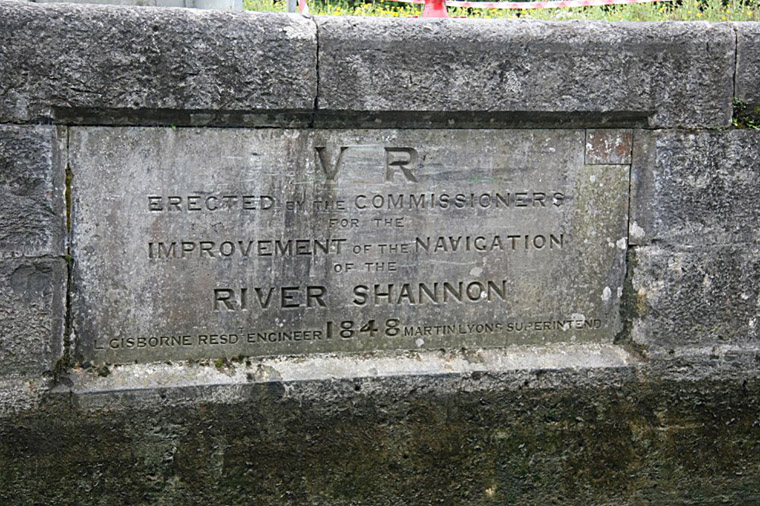 V R
ERECTED BY THE COMMISSIONERS
FOR THE
IMPROVEMENT OF THE NAVIGATION
OF THE
RIVER SHANNON
L GISBORNE RESDT ENGINEER 1848 MARTIN LYONS SUPERINTEND